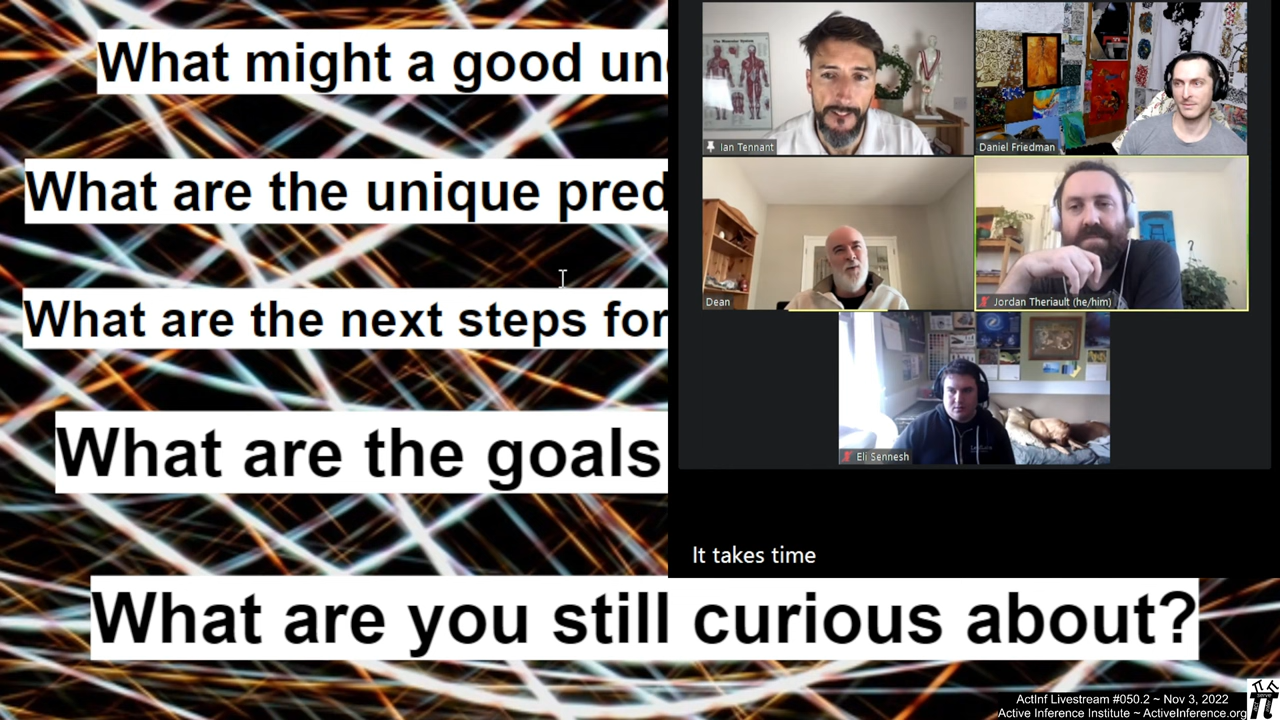 What might a good un
What are the unique pred
What are the next steps for
What are the goals
What are you still curious about?
Ian Tennant
Daniel Friedman
Dean
Jordan Theriault (he/him)
Eli Sennesh
It takes time
ActInf Livestream #050.2 ~ Nov 3, 2022
Active Inference Institute ~ ActiveInference.org